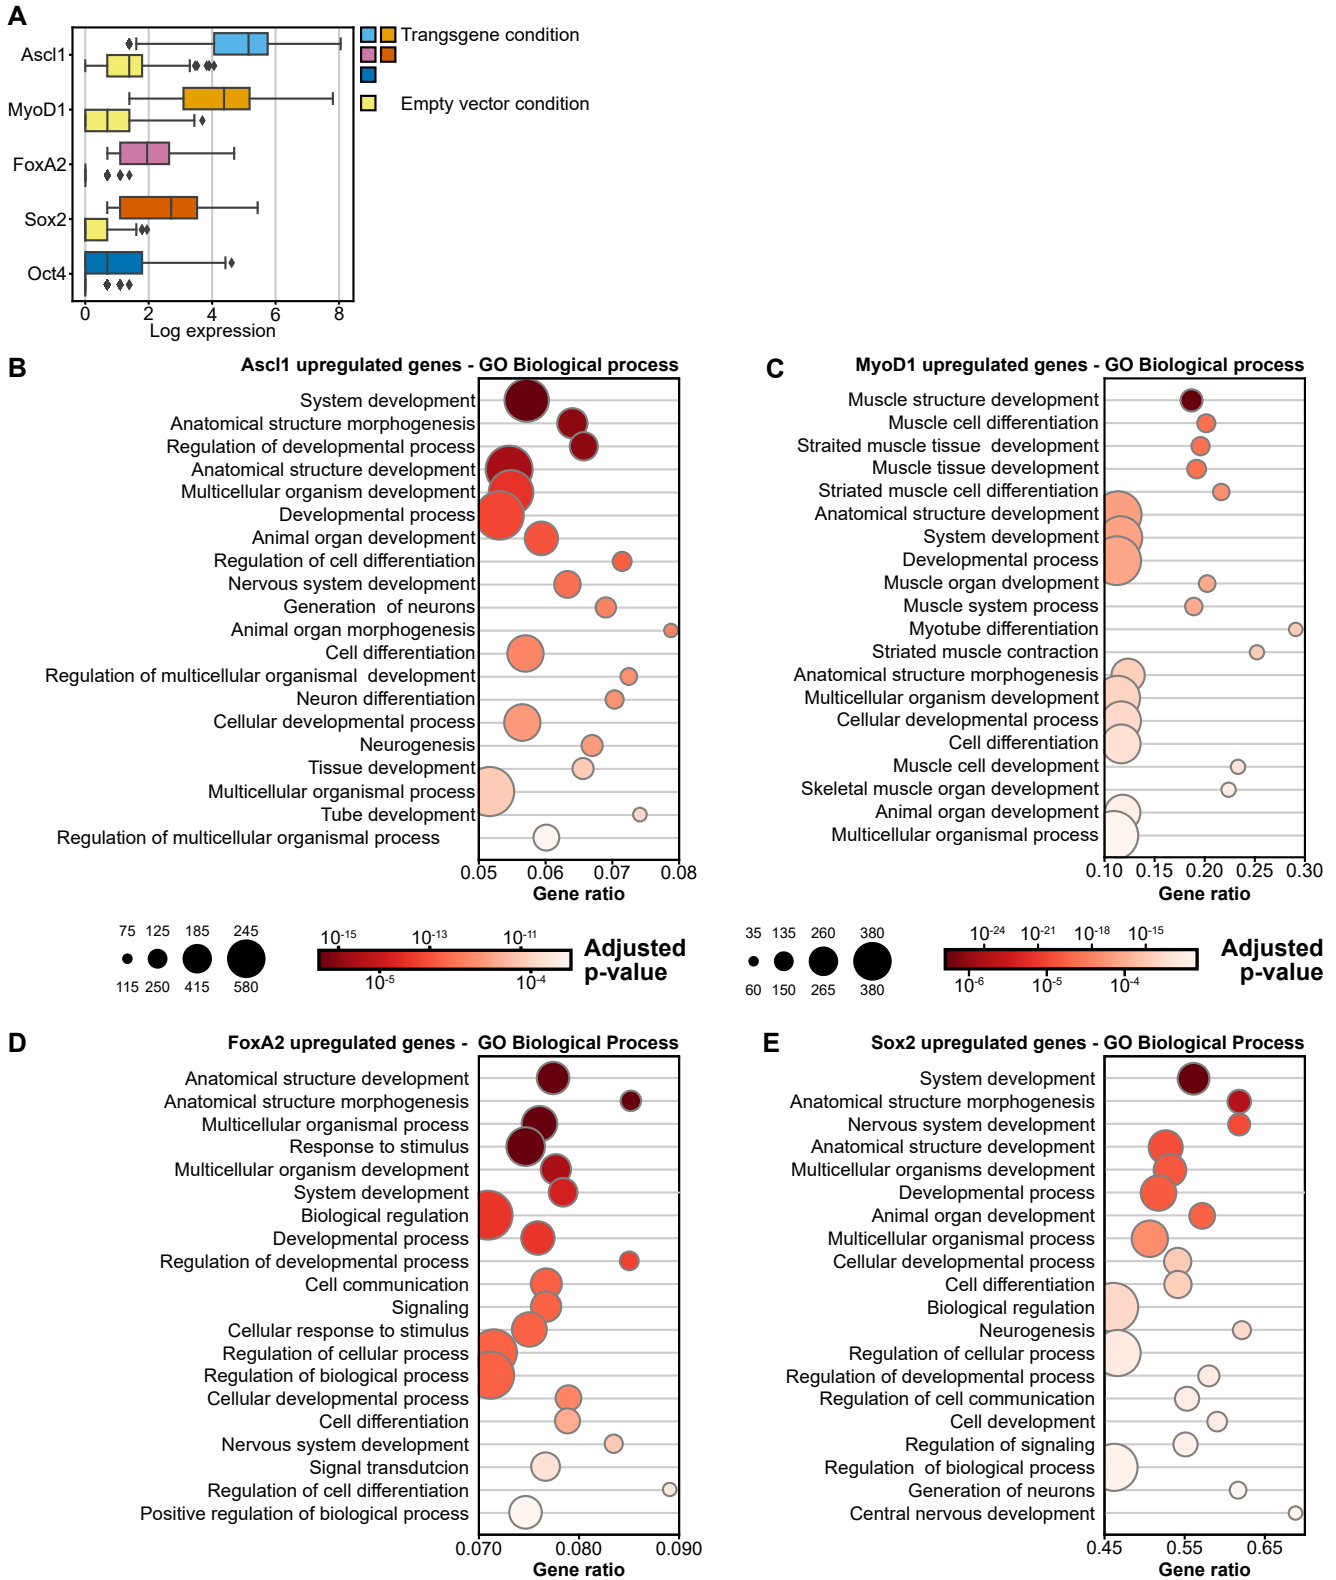 A
Ascl1
MyoD1
FoxA2
Sox2
Oct4
0 2 4 6 8
Log expression
Trangsgene condition
Empty vector condition
B
Ascl1 upregulated genes - GO Biological process
System development
Anatomical structure morphogenesis
Regulation of developmental process
Anatomical structure development
Multicellular organism development
Developmental process
Animal organ development
Regulation of cell differentiation
Nervous system development
Generation of neurons
Animal organ morphogenesis
Cell differentiation
Regulation of multicellular organismal development
Neuron differentiation
Cellular developmental process
Neurogenesis
Tissue development
Multicellular organismal process
Tube development
Regulation of multicellular organismal process
0.05 0.06 0.07 0.08
Gene ratio
C
MyoD1 upregulated genes - GO Biological process
Muscle structure development
Muscle cell differentiation
Straited muscle tissue development
Muscle tissue development
Striated muscle cell differentiation
Anatomical structure development
System development
Developmental process
Muscle organ dvelopment
Muscle system process
Myotube differentiation
Striated muscle contraction
Anatomical structure morphogenesis
Multicellular organism development
Cellular developmental process
Cell differentiation
Muscle cell development
Skeletal muscle organ development
Animal organ development
Multicellular organismal process
0.10 0.15 0.20 0.25 0.30
Gene ratio
75 125 185 245
115 250 415 580
10-15 10-13 10-11
10-5 10-4
Adjusted
p-value
35 135 260 380
60 150 265 380
10-24 10-21 10-18 10-15
10-6 10-5 10-4
Adjusted
p-value
D
FoxA2 upregulated genes - GO Biological Process
Anatomical structure development
Anatomical structure morphogenesis
Multicellular organismal process
Response to stimulus
Multicellular organism development
System development
Biological regulation
Developmental process
Regulation of developmental process
Cell communication
Signaling
Cellular response to stimulus
Regulation of cellular process
Regulation of biological process
Cellular developmental process
Cell differentiation
Nervous system development
Signal transdutcion
Regulation of cell differentiation
Positive regulation of biological process
0.070 0.080 0.090
Gene ratio
E
Sox2 upregulated genes - GO Biological Process
System development
Anatomical structure morphogenesis
Nervous system development
Anatomical structure development
Multicellular organisms development
Developmental process
Animal organ development
Multicellular organismal process
Cellular developmental process
Cell differentiation
Biological regulation
Neurogenesis
Regulation of cellular process
Regulation of developmental process
Regulation of cell communication
Cell development
Regulation of signaling
Regulation of biological process
Generation of neurons
Central nervous development
0.45 0.55 0.65
Gene ratio